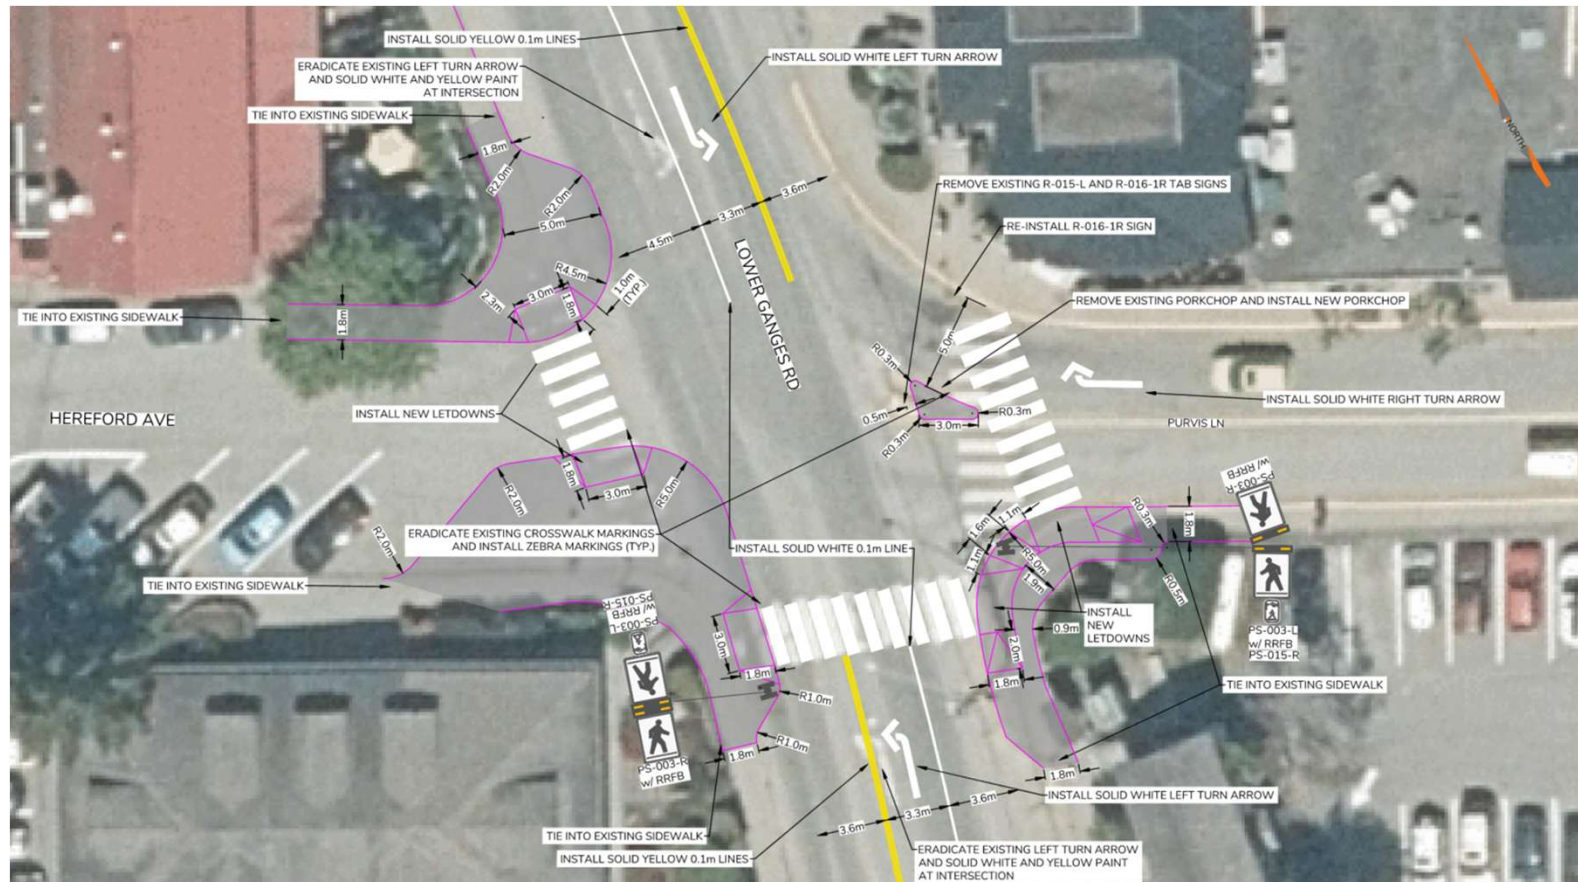 INSTALL SOLID YELLOW 0.1m LINES
ERADICATE EXISTING LEFT TURN ARROW
AND SOLID WHITE AND YELLOW PAINT
AT INTERSECTION
INSTALL SOLID WHITE LEFT TURN ARROW
TIE INTO EXISTING SIDEWALK
NORTH
1.8m
R2.0m
R2.0m
5.0m
3.6m
3.3m
4.5m
REMOVE EXISTING R-015-L AND R-016-1R TAB SIGNS
RE-INSTALL R-016-1R SIGN
LOWER GANGES RD
R4.5m
1.0m
(TYP.)
2.3m
3.0m
1.8m
REMOVE EXISTING PORKCHOP AND INSTALL NEW PORKCHOP
TIE INTO EXISTING SIDEWALK
1.8m
5.0m
R0.3m
INSTALL SOLID WHITE RIGHT TURN ARROW
HEREFORD AVE
INSTALL NEW LETDOWNS
0.5m
R0.3m
3.0m
R0.3m
PURVIS LN
1.8m
3.0m
R2.0m
R5.0m
PS-003-R
w/ RRFB
ERADICATE EXISTING CROSSWALK MARKINGS
AND INSTALL ZEBRA MARKINGS (TYP.)
INSTALL SOLID WHITE 0.1m LINE
1.6m
1.1m
R0.3m
1.8m
R2.0m
1.1m
R5.0m
1.9m
R0.5m
TIE INTO EXISTING SIDEWALK
PS-003-L
w/ RRFB
PS-015-R
INSTALL
NEW
LETDOWNS
3.0m
2.0m
0.9m
PS-003-L
w/ RRFB
PS-015-R
1.8m
1.8m
TIE INTO EXISTING SIDEWALK
R1.0m
R1.0m
1.8m
PS-003-R
w/ RRFB
1.8m
INSTALL SOLID WHITE LEFT TURN ARROW
3.6m
3.3m
3.6m
TIE INTO EXISTING SIDEWALK
INSTALL SOLID YELLOW 0.1m LINES
ERADICATE EXISTING LEFT TURN ARROW
AND SOLID WHITE AND YELLOW PAINT
AT INTERSECTION